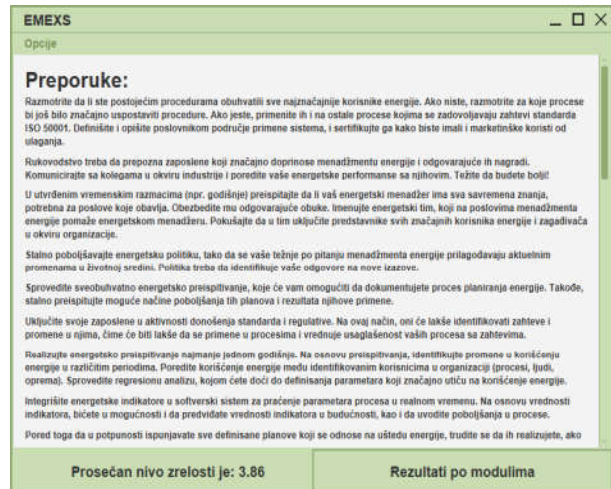 EMEXS
Opcije
Preporuke:
Razmotrite da li ste postojećim procedurama obuhvatili sve najznačajnije korisnike energije. Ako niste, razmotrite za koje procese
bi još bilo značajno uspostaviti procedure. Ako jeste, primenite ih i na ostale procese kojima se zadovoljavaju zahtevi standarda
ISO 50001. Definišite i opišite poslovnikom područje primene sistema, i sertifikujte ga kako biste imali i marketinške koristi od
ulaganja.
Rukovodstvo treba da prepozna zaposlene koji značajno doprinose menadžmentu energije i odgovarajuće ih nagradi.
Komunicirajte sa kolegama u okviru industrije i poredite vaše energetske performanse sa njihovim. Težite da budete bolji!
U utvrđenim vremenskim razmacima (npr. godišnje) preispitajte da li vaš energetski menadžer ima sva savremena znanja,
potrebna za poslove koje obavlja. Obezbedite mu odgovarajuće obuke. Imenujte energetski tim, koji na poslovima menadžmenta
energije pomaže energetskom menadžeru. Pokušajte da u tim uključite predstavnike svih značajnih korisnika energije i zagađivača
u okviru organizacije.
Stalno poboljšavajte energetsku politiku, tako da se vaše težnje po pitanju menadžmenta energije prilagođavaju aktuelnim
promenama u životnoj sredini. Politika treba da identifikuje vaše odgovore na nove izazove.
Sprovedite sveobuhvatno energetsko preispitivanje, koje će vam omogućiti da dokumentujete proces planiranja energije. Takođe,
stalno preispitujte moguće načine poboljšanja tih planova i rezultata njihove primene.
Uključite svoje zaposlene u aktivnosti donošenja standarda i regulative. Na ovaj način, oni će lakše identifikovati zahteve i
promene u njima, čime će biti lakše da se primene u procesima i vrednuje usaglašenost vaših procesa sa zahtevima.
Realizujte energetsko preispitivanje najmanje jednom godišnje. Na osnovu preispitivanja, identifikujte promene u korišćenju
energije u različitim periodima. Poredite korišćenje energije među identifikovanim korisnicima u organizaciji (procesi, ljudi,
oprema). Sprovedite regresionu analizu, kojom ćete doći do definisanja parametara koji značajno utiču na korišćenje energije.
Integrišite energetske indikatore u softverski sistem za praćenje parametara procesa u realnom vremenu. Na osnovu vrednosti
indikatora, bićete u mogućnosti i da predviđate vrednosti indikatora u budućnosti, kao i da uvodite poboljšanja u procese.
Pored toga da u potpunosti ispunjavate sve definisane planove koji se odnose na uštedu energije, trudite se da ih realizujete, ako
Prosečan nivo zrelosti je: 3.86
Rezultati po modulima